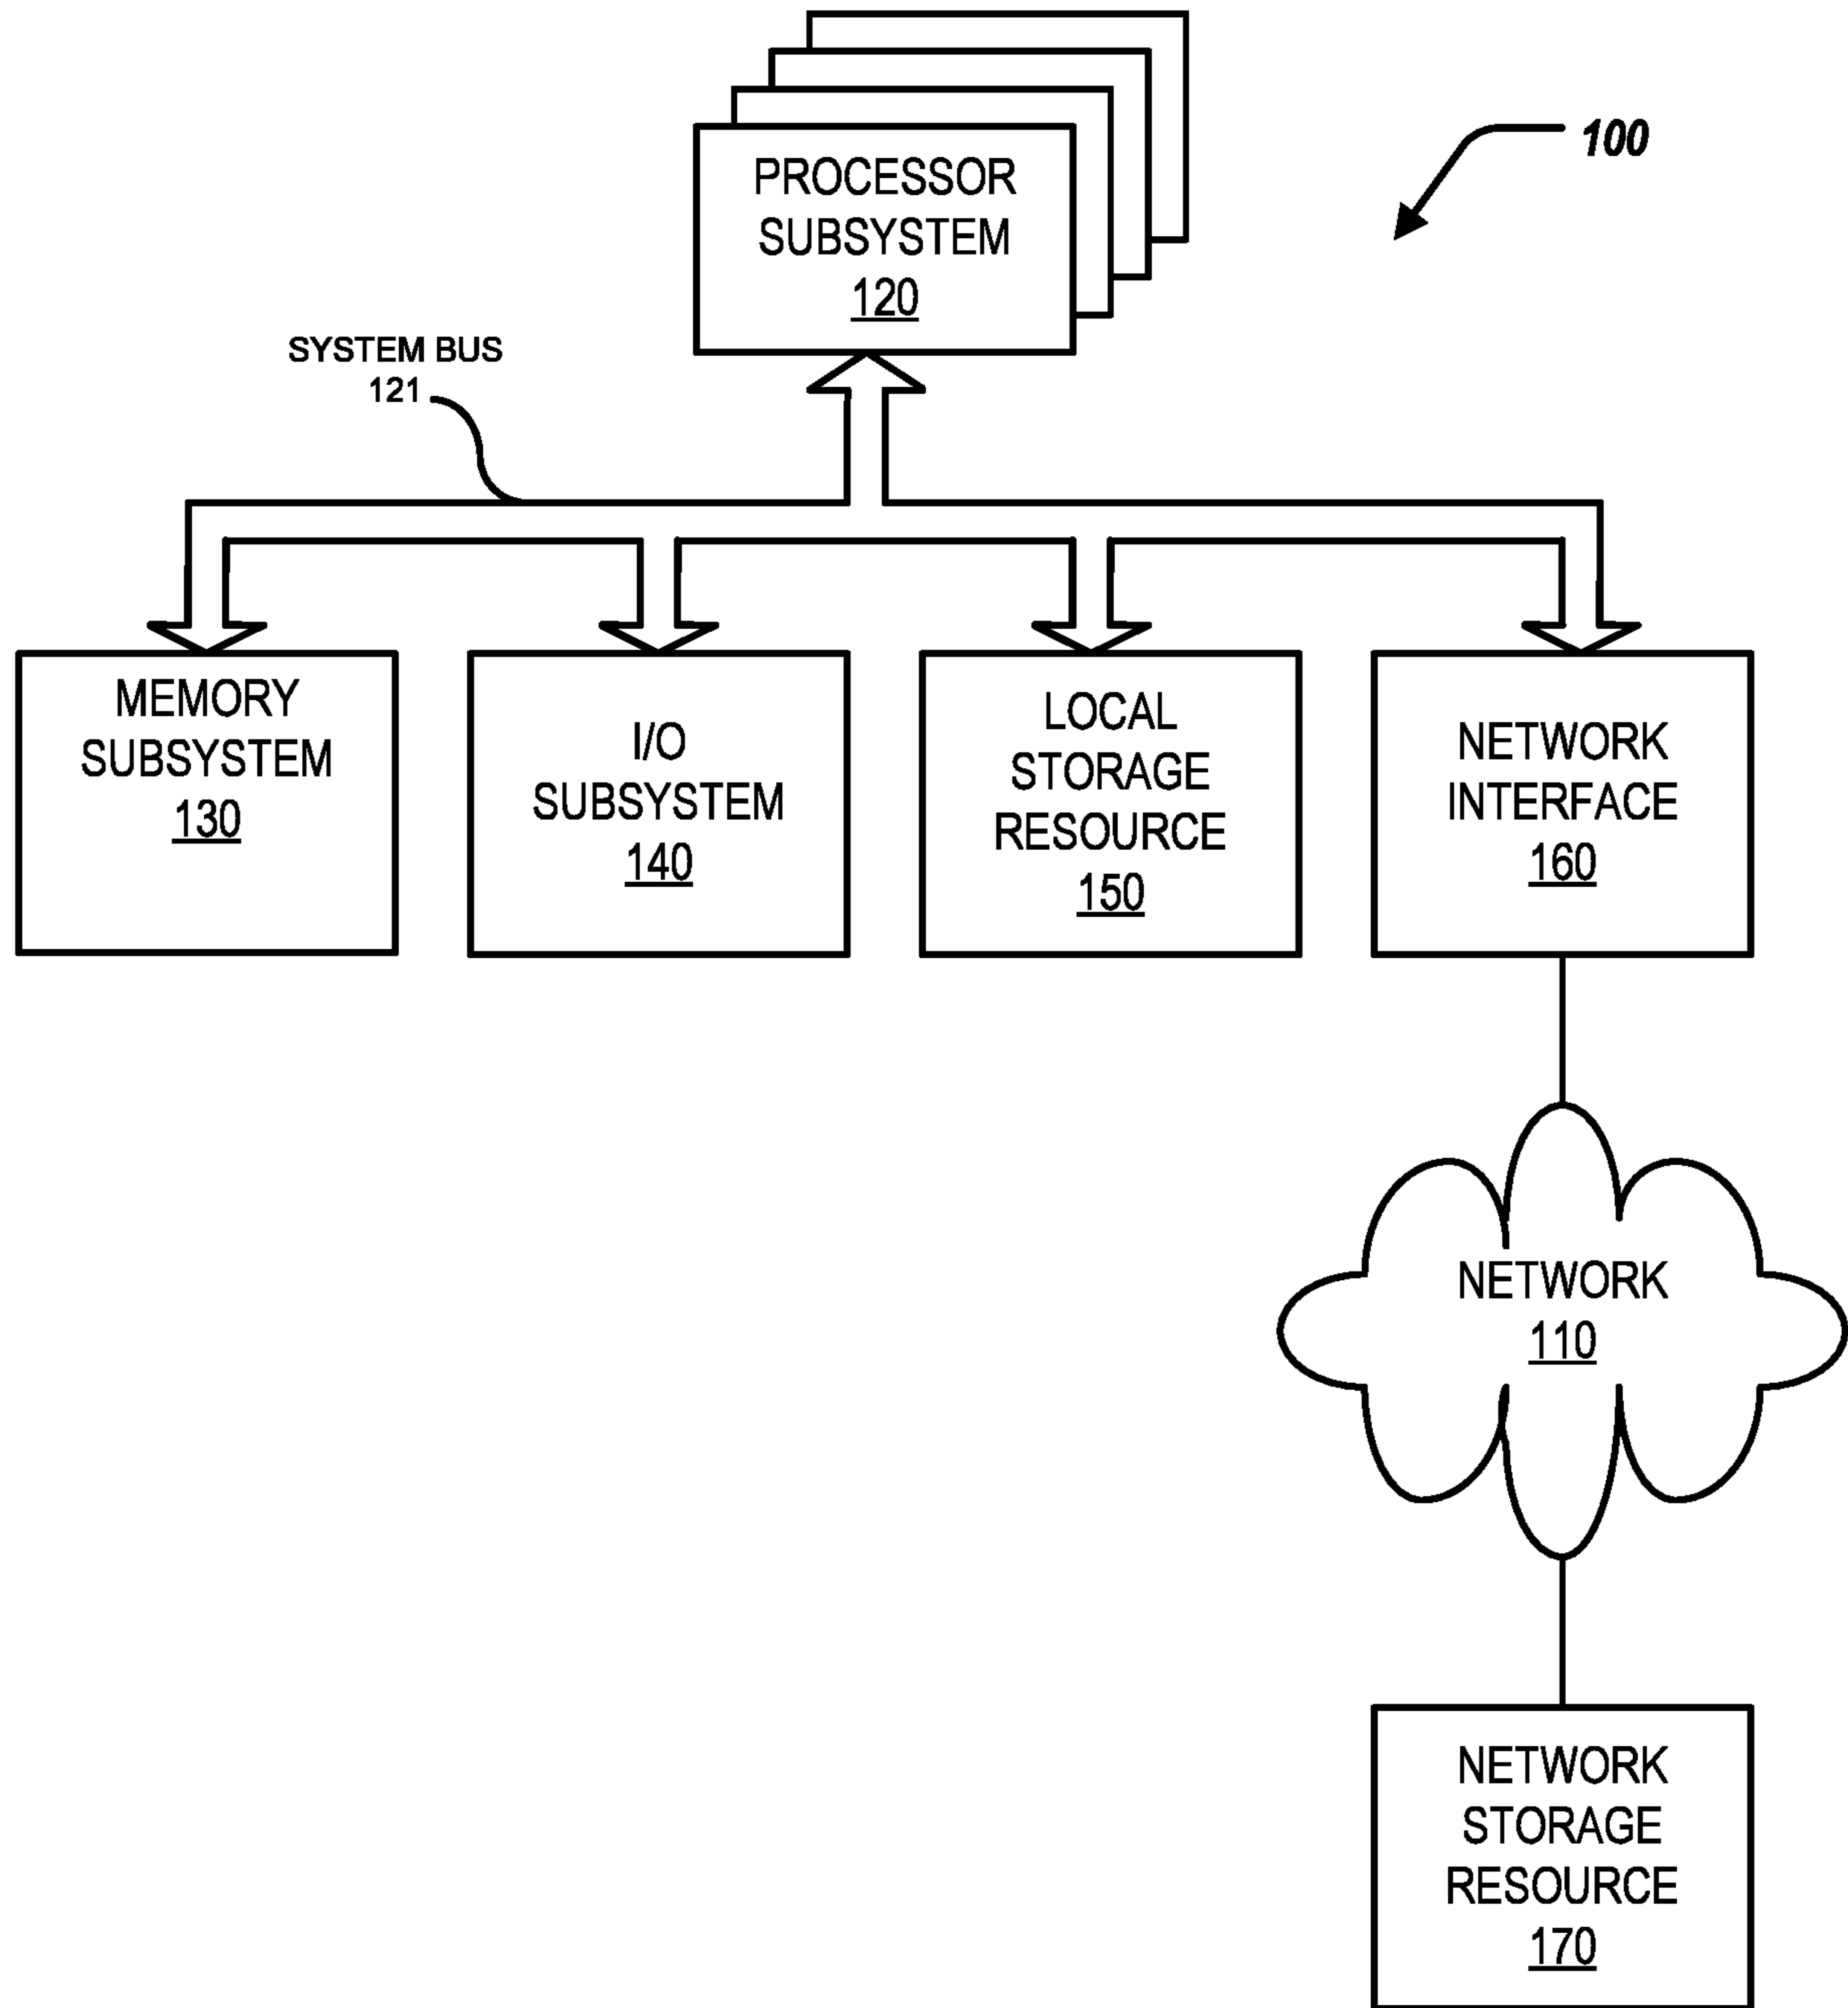 100
PROCESSOR
SUBSYSTEM
120
SYSTEM BUS
121
MEMORY
SUBSYSTEM
130
I/O
SUBSYSTEM
140
LOCAL
STORAGE
RESOURCE
150
NETWORK
INTERFACE
160
NETWORK
110
NETWORK
STORAGE
RESOURCE
170